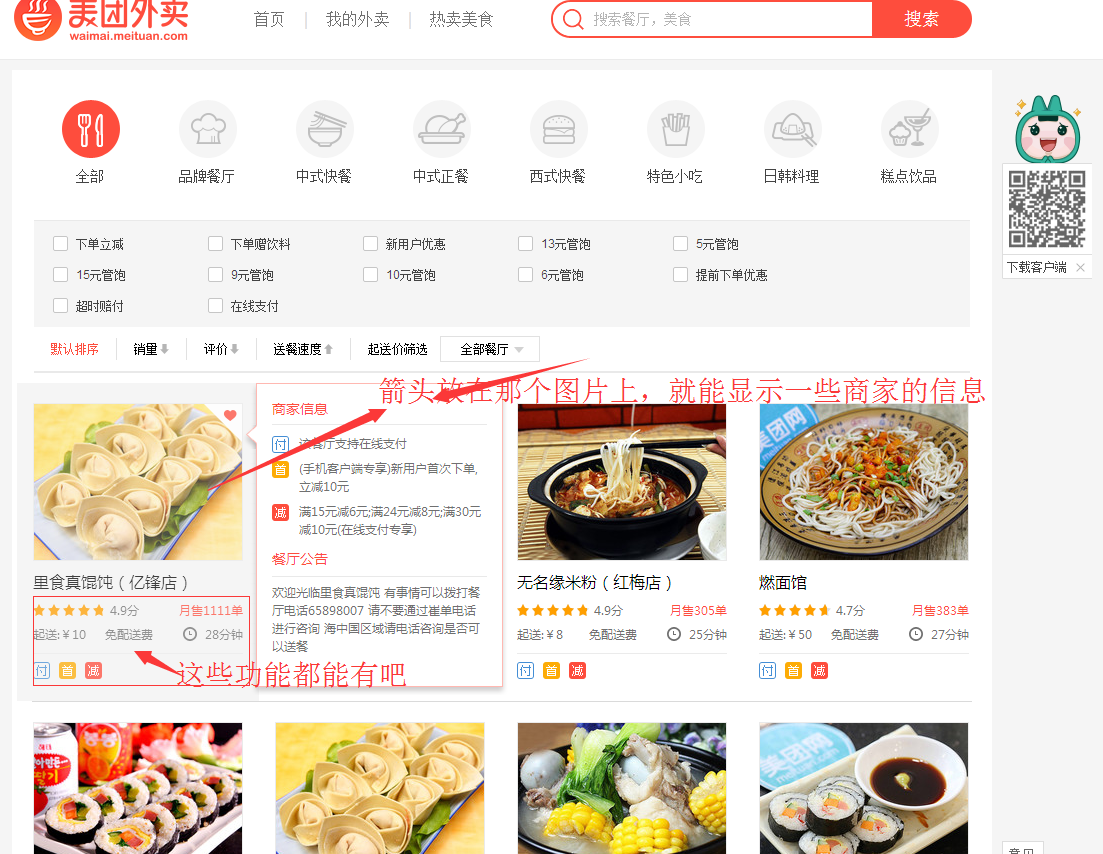 美团外卖
waimai.meituan.com
首页 我的外卖 热卖美食
搜索餐厅，美食
搜索
全部 品牌餐厅 中式快餐 中式正餐 西式快餐 特色小吃 日韩料理 糕点饮品
下载客户端
下单立减 下单赠饮料 新用户优惠 13元管饱 5元管饱
15元管饱 9元管饱 10元管饱 6元管饱 提前下单优惠
超时赔付 在线支付
默认排序 销量 评价 送餐速度 起送价筛选 全部餐厅
箭头放在那个图片上，就能显示一些商家的信息
商家信息
付 该餐厅支持在线支付
首 (手机客户端专享)新用户首次下单,
立减10元
减 满15元减6元;满24元减8元;满30元
减10元(在线支付专享)
餐厅公告
欢迎光临里食真馄饨 有事情可以拨打餐
厅电话65898007 请不要通过崔单电话
进行咨询 海中国区域请电话咨询是否可
以送餐
里食真馄饨（亿锋店）
4.9分 月售1111单
起送:￥10 免配送费 28分钟
付 首 减
这些功能都能有吧
无名缘米粉（红梅店）
4.9分 月售305单
起送:￥8 免配送费 25分钟
付 首 减
美团网
燃面馆
4.7分 月售383单
起送:￥50 免配送费 27分钟
付 首 减
美团网